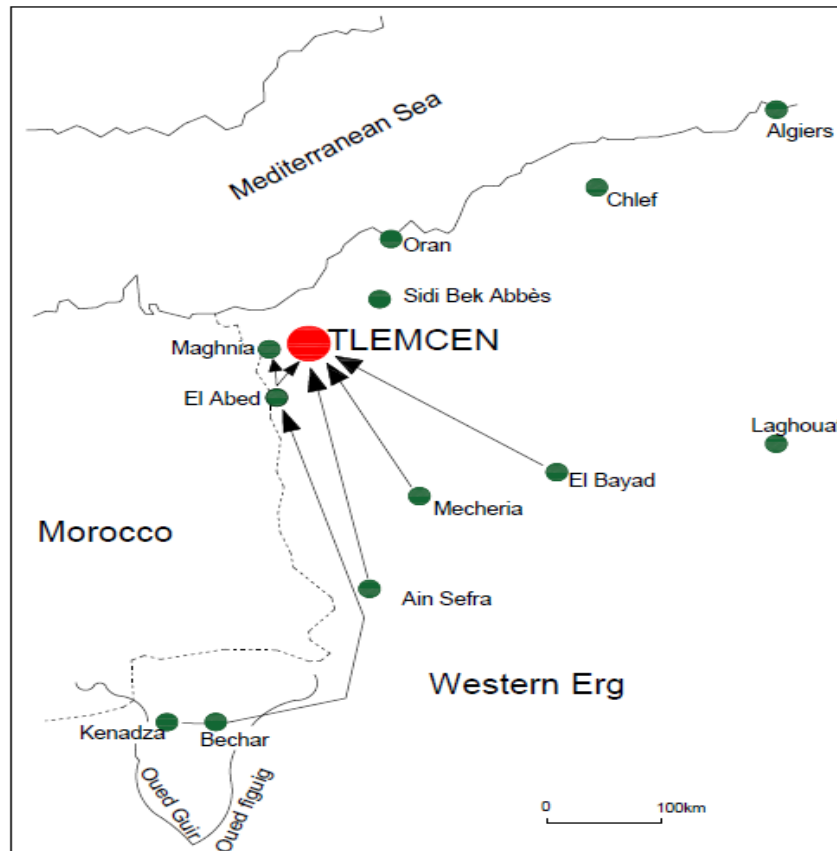 Mediterranean Sea
Algiers
Chlef
Oran
Sidi Bek Abbès
TLEMCEN
Maghnia
El Abed
Laghouat
El Bayad
Mecheria
Morocco
Ain Sefra
Western Erg
Kenadza
Bechar
Oued Guir
Oued figuig
0
100km